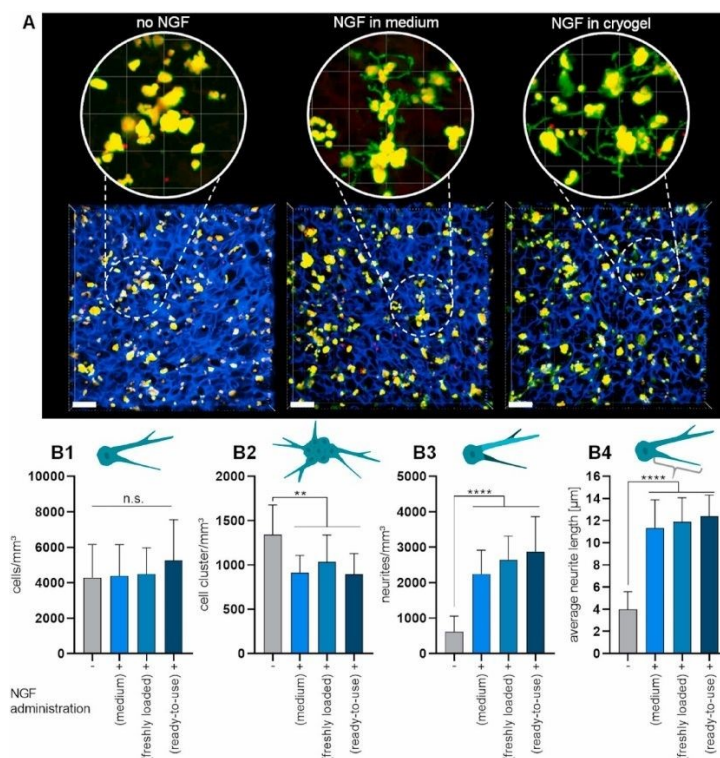 A
no NGF
NGF in medium
NGF in cryogel
B1
cells/mm³
10000
8000
6000
4000
2000
0
n.s.
-
+
(medium)
+
freshly loaded)
+
(ready-to-use)
NGF
administration
B2
cell cluster/mm³
2000
1500
1000
500
0
**
-
+
(medium)
+
freshly loaded)
+
(ready-to-use)
B3
neurites/mm³
5000
4000
3000
2000
1000
0
****
-
+
(medium)
+
freshly loaded)
+
(ready-to-use)
B4
average neurite length [µm]
16
14
12
10
8
6
4
2
0
****
-
+
(medium)
+
freshly loaded)
+
(ready-to-use)